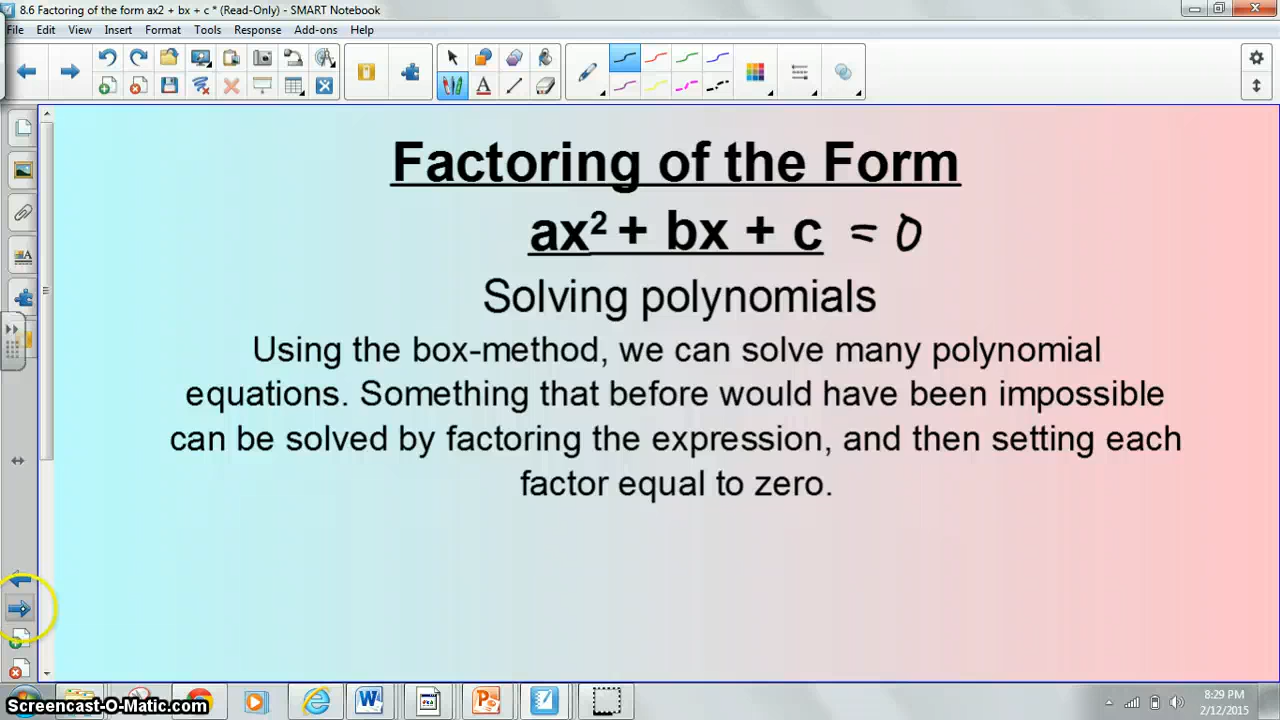 8.6 Factoring of the form ax2 + bx + c * (Read-Only) - SMART Notebook
File Edit View Insert Format Tools Response Add-ons Help
Factoring of the Form
ax² + bx + c = 0
Solving polynomials
Using the box-method, we can solve many polynomial
equations. Something that before would have been impossible
can be solved by factoring the expression, and then setting each
factor equal to zero.
8:29 PM
2/12/2015
Screencast-O-Matic.com